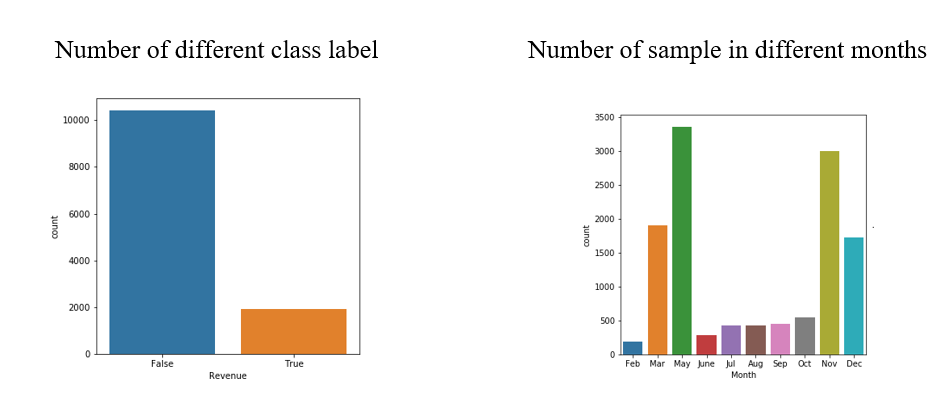 Number of different class label
Number of sample in different months
10000
8000
6000
4000
2000
0
count
False True
Revenue
3500
3000
2500
2000
1500
1000
500
0
count
Feb Mar May June Jul Aug Sep Oct Nov Dec
Month